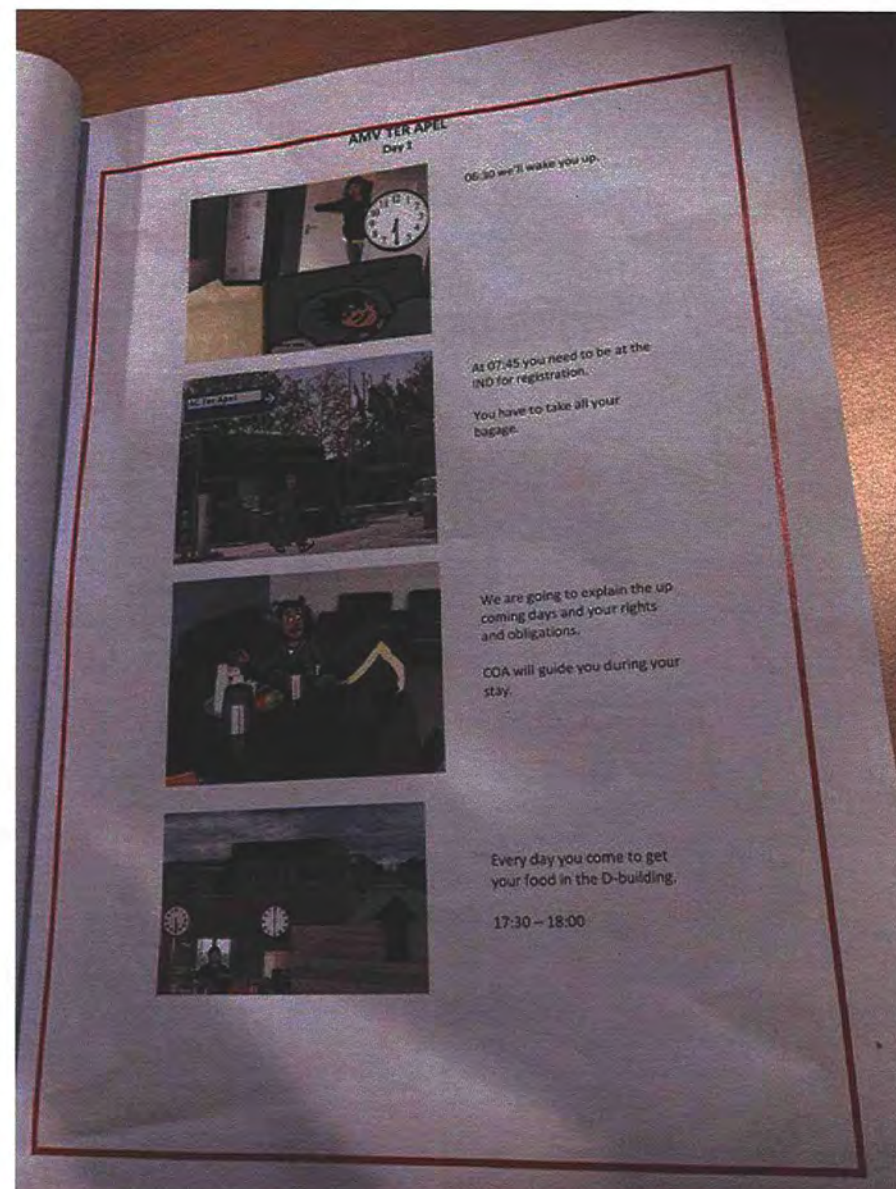 AMV TER APEL
Day 1
06:30 we'll wake you up.
AC Ter Apel
At 07:45 you need to be at the
IND for registration.
You have to take all your
bagage.
We are going to explain the up
coming days and your rights
and obligations.
COA will guide you during your
stay.
Every day you come to get
your food in the D-building.
17:30 – 18:00